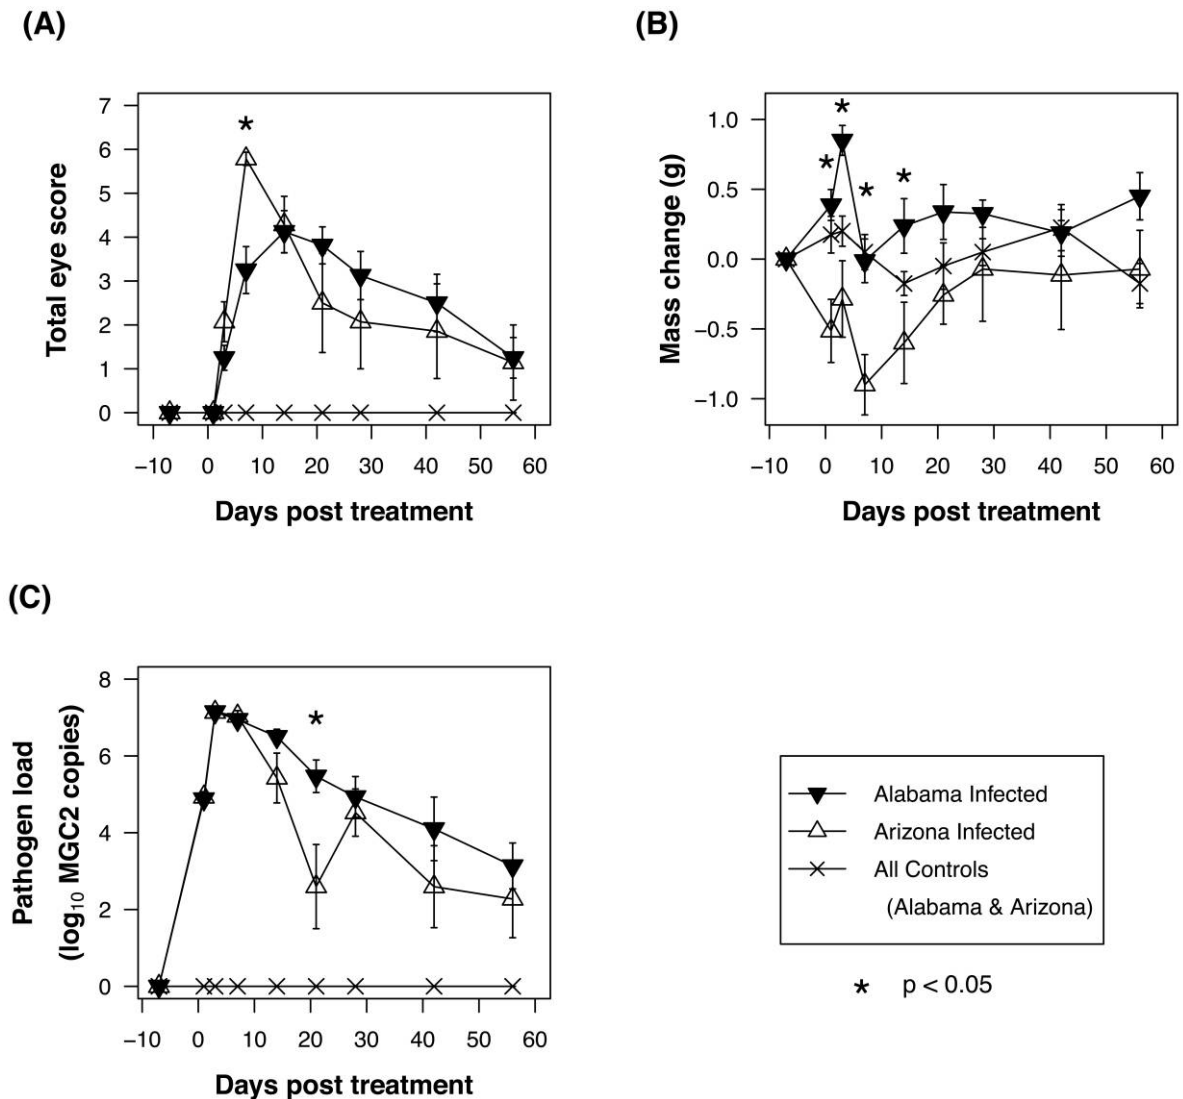 (A)
7
6
5
4
3
2
1
0
Total eye score
*
−10 0 10 20 30 40 50 60
Days post treatment
(B)
1.0
0.5
0.0
−0.5
−1.0
Mass change (g)
* * * *
−10 0 10 20 30 40 50 60
Days post treatment
(C)
8
6
4
2
0
Pathogen load
(log₁₀ MGC2 copies)
*
−10 0 10 20 30 40 50 60
Days post treatment
Alabama Infected
Arizona Infected
All Controls
(Alabama & Arizona)
* p < 0.05